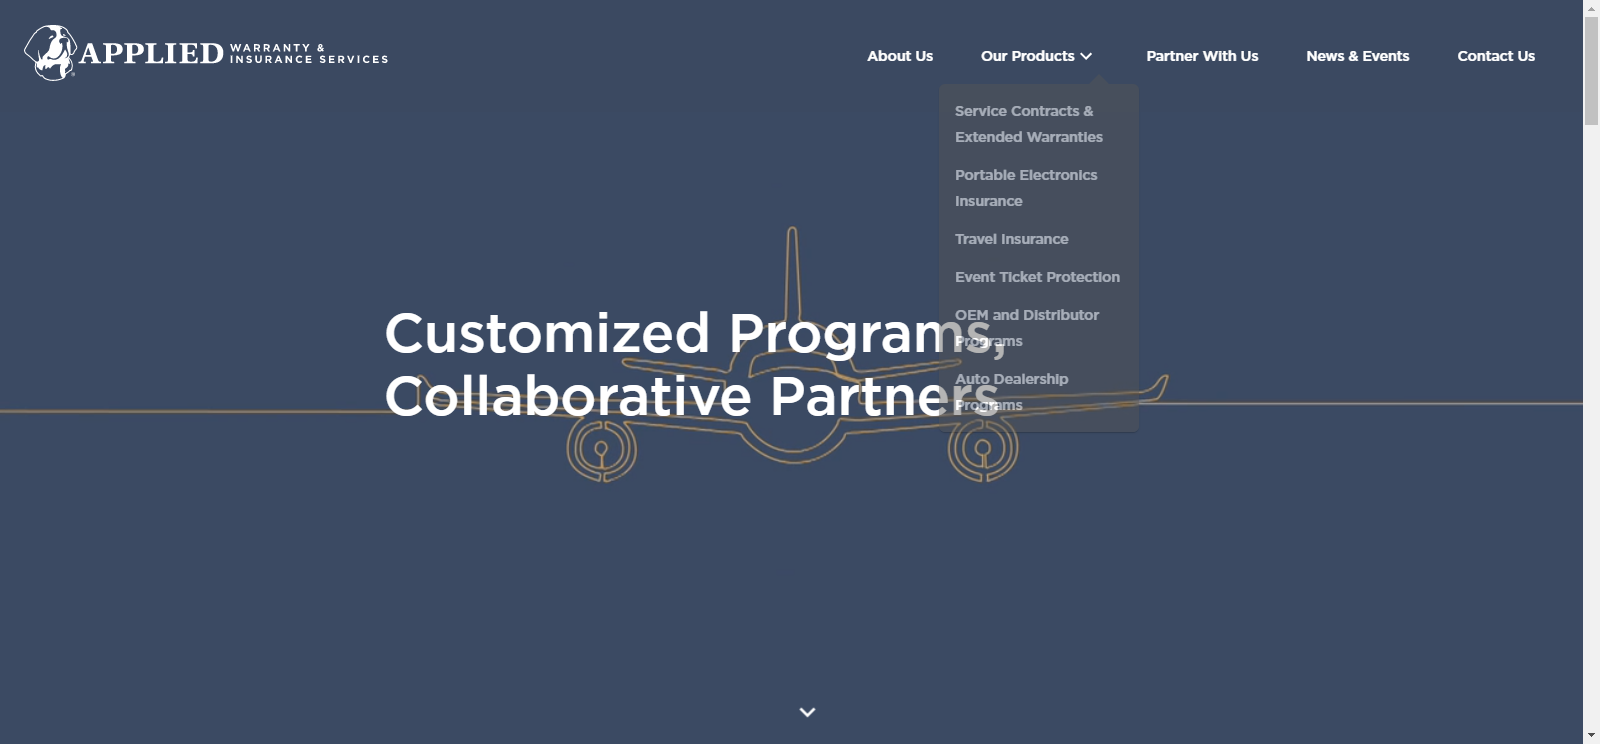 APPLIED WARRANTY &
INSURANCE SERVICES
About Us
Our Products
Partner With Us
News & Events
Contact Us
Service Contracts &
Extended Warranties
Portable Electronics
Insurance
Travel Insurance
Event Ticket Protection
OEM and Distributor
Programs
Auto Dealership
Programs
Customized Programs,
Collaborative Partners